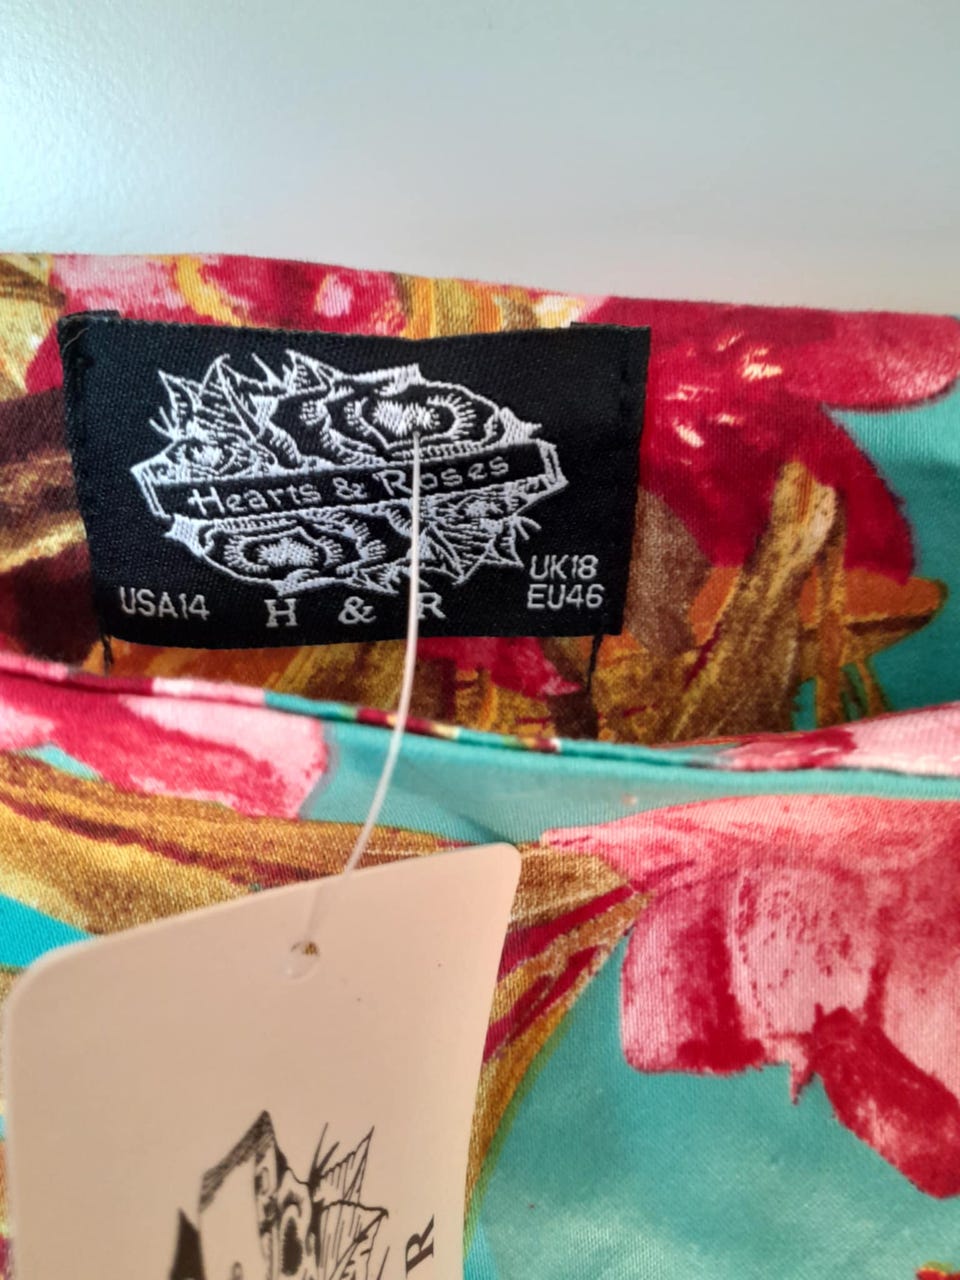 Hearts & Roses
UK18
USA14 H & R EU46
R